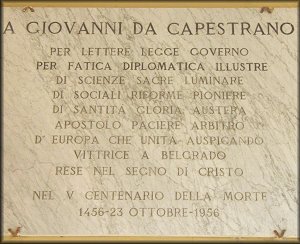 A GIOVANNI DA CAPESTRANO
PER LETTERE LEGGE GOVERNO
PER FATICA DIPLOMATICA ILLUSTRE
DI SCIENZE SACRE LUMINARE
DI SOCIALI RIFORME PIONIERE
DI SANTITÀ GLORIA AUSTERA
APOSTOLO PACIERE ARBITRO
D' EUROPA CHE UNITA AUSPICANDO
VITTRICE A BELGRADO
RESE NEL SEGNO DI CRISTO
NEL V CENTENARIO DELLA MORTE
1456-23 OTTOBRE-1956